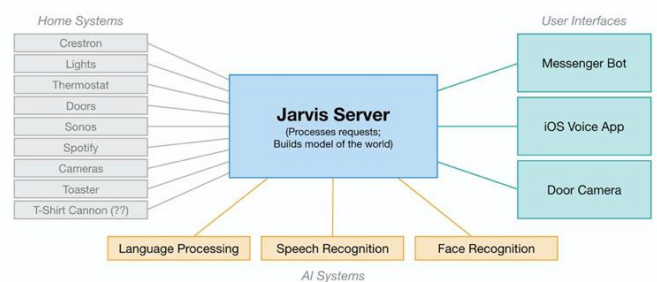 Home Systems
Crestron
Lights
Thermostat
Doors
Sonos
Spotify
Cameras
Toaster
T-Shirt Cannon (??)
Jarvis Server
(Processes requests;
Builds model of the world)
User Interfaces
Messenger Bot
iOS Voice App
Door Camera
Language Processing
Speech Recognition
Face Recognition
AI Systems